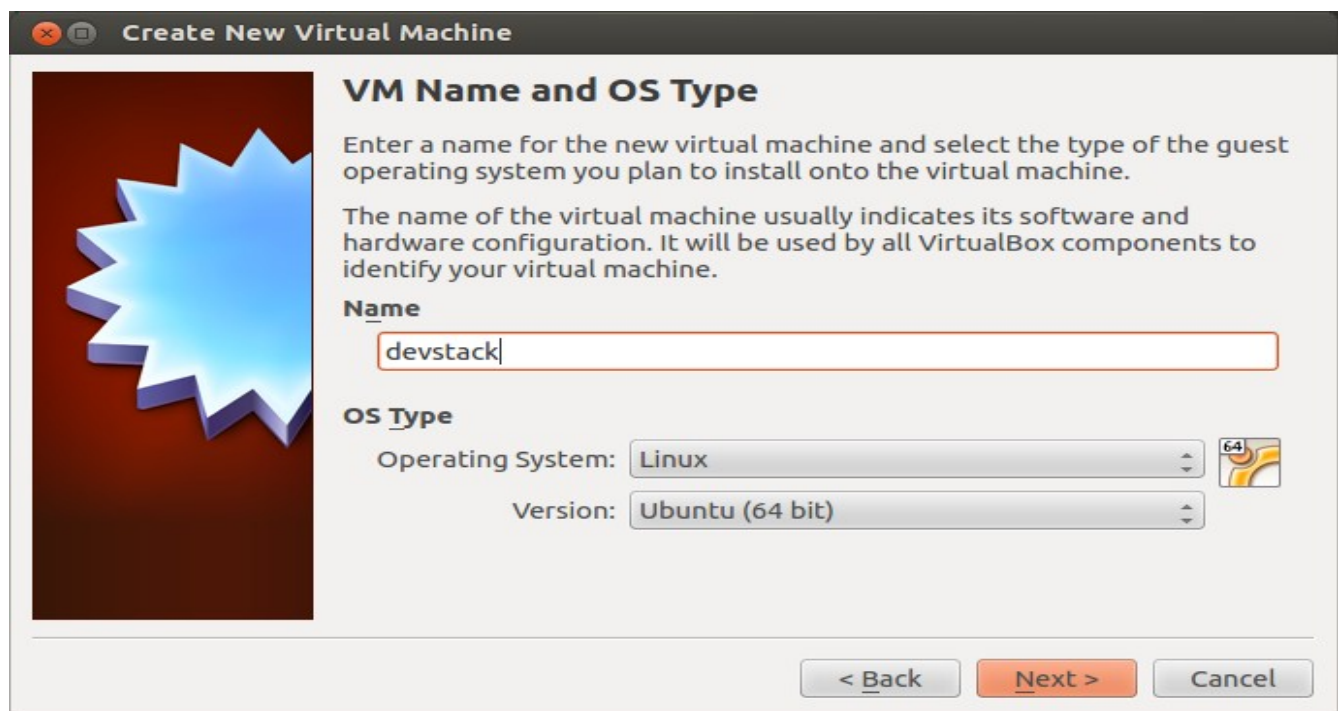 Create New Virtual Machine
VM Name and OS Type
Enter a name for the new virtual machine and select the type of the guest
operating system you plan to install onto the virtual machine.
The name of the virtual machine usually indicates its software and
hardware configuration. It will be used by all VirtualBox components to
identify your virtual machine.
Name
devstack
OS Type
Operating System: Linux 64
Version: Ubuntu (64 bit)
< Back Next > Cancel